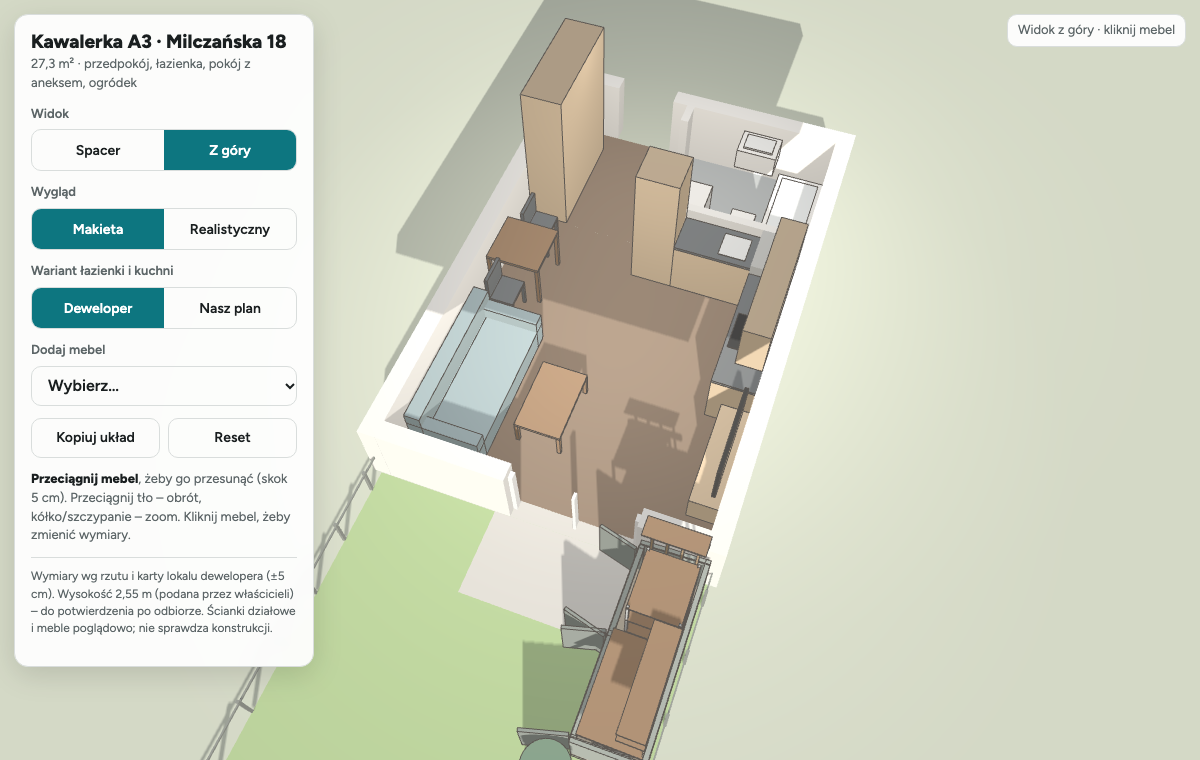 Kawalerka A3 · Milczańska 18
27,3 m² · przedpokój, łazienka, pokój z
aneksem, ogródek
Widok
Spacer
Z góry
Wygląd
Makieta
Realistyczny
Wariant łazienki i kuchni
Deweloper
Nasz plan
Dodaj mebel
Wybierz...
Kopiuj układ
Reset
Przeciągnij mebel, żeby go przesunąć (skok
5 cm). Przeciągnij tło – obrót,
kółko/szczypanie – zoom. Kliknij mebel, żeby
zmienić wymiary.
Wymiary wg rzutu i karty lokalu dewelopera (±5
cm). Wysokość 2,55 m (podana przez właścicieli)
– do potwierdzenia po odbiorze. Ścianki działowe
i meble poglądowo; nie sprawdza konstrukcji.
Widok z góry · kliknij mebel